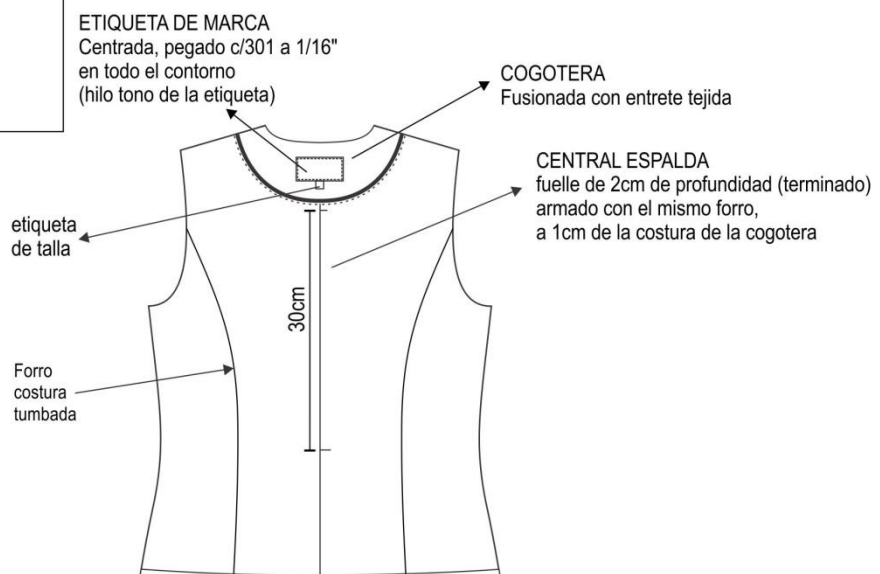 ETIQUETA DE MARCA
Centrada, pegado c/301 a 1/16"
en todo el contorno
(hilo tono de la etiqueta)
COGOTERA
Fusionada con entrete tejida
CENTRAL ESPALDA
fuelle de 2cm de profundidad (terminado)
armado con el mismo forro,
a 1cm de la costura de la cogotera
etiqueta
de talla
30cm
Forro
costura
tumbada